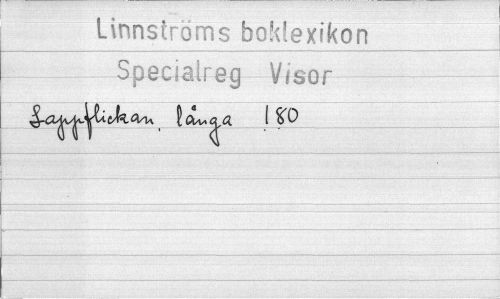 Linnströms boklexikon
Specialreg Visor
Lappflickan, långa 180